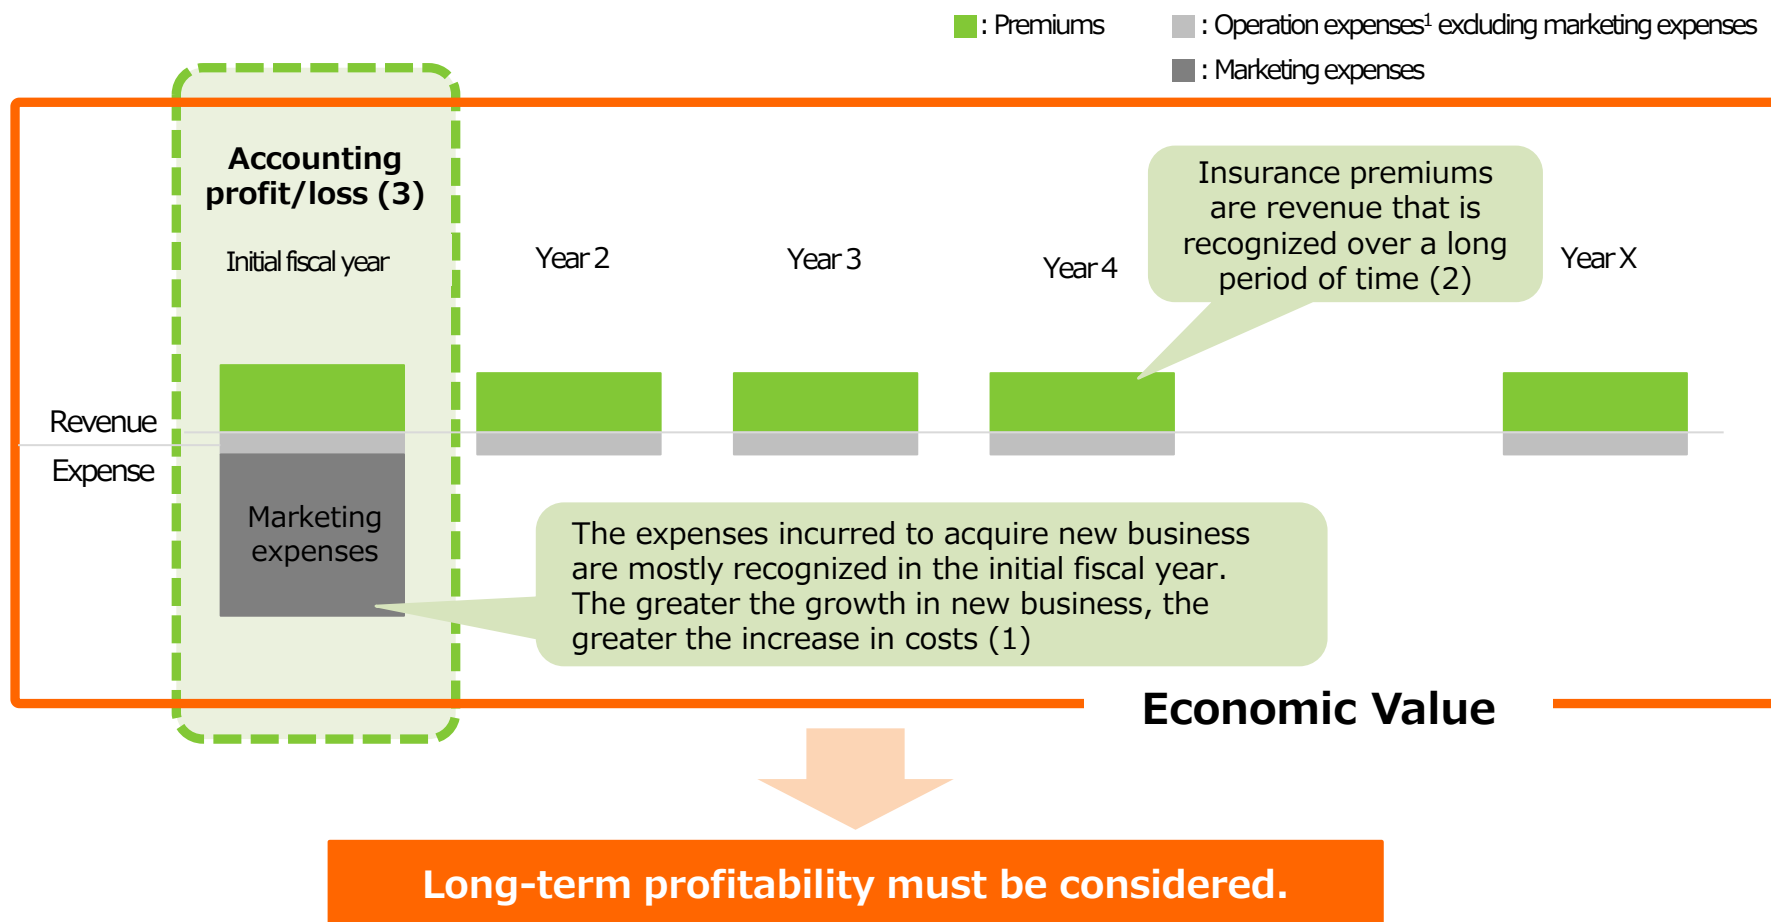 : Premiums
: Operation expenses¹ excluding marketing expenses
: Marketing expenses
Accounting
profit/loss (3)
Initial fiscal year
Year 2
Year 3
Year 4
Insurance premiums
are revenue that is
recognized over a long
period of time (2)
Year X
Revenue
Expense
Marketing
expenses
The expenses incurred to acquire new business
are mostly recognized in the initial fiscal year.
The greater the growth in new business, the
greater the increase in costs (1)
Economic Value
Long-term profitability must be considered.